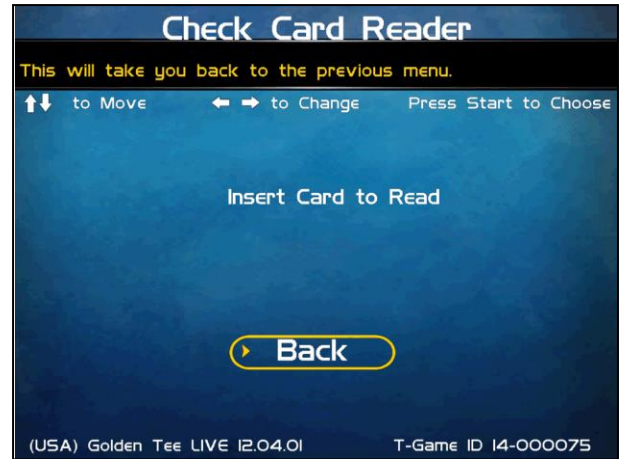 Check Card Reader
This will take you back to the previous menu.
to Move to Change Press Start to Choose
Insert Card to Read
Back
(USA) Golden Tee LIVE 12.04.01 T-Game ID 14-000075